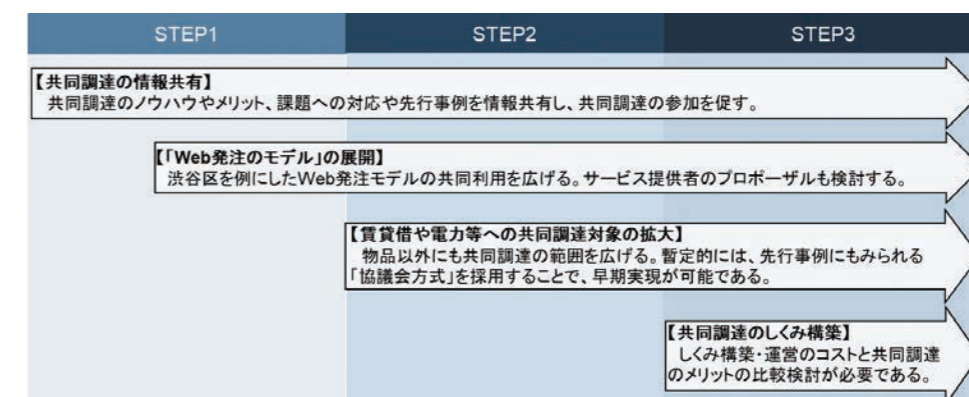 STEP1
STEP2
STEP3
【共同調達の情報共有】
共同調達のノウハウやメリット、課題への対応や先行事例を情報共有し、共同調達の参加を促す。
【「Web発注のモデル」の展開】
渋谷区を例にしたWeb発注モデルの共同利用を広げる。サービス提供者のプロポーザルも検討する。
【賃貸借や電力等への共同調達対象の拡大】
物品以外にも共同調達の範囲を広げる。暫定的には、先行事例にもみられる
「協議会方式」を採用することで、早期実現が可能である。
【共同調達のしくみ構築】
しくみ構築・運営のコストと共同調達
のメリットの比較検討が必要である。